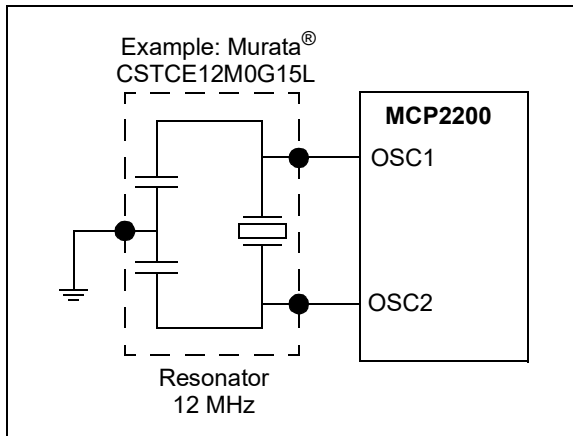 Example: Murata®
CSTCE12M0G15L
MCP2200
OSC1
OSC2
Resonator
12 MHz